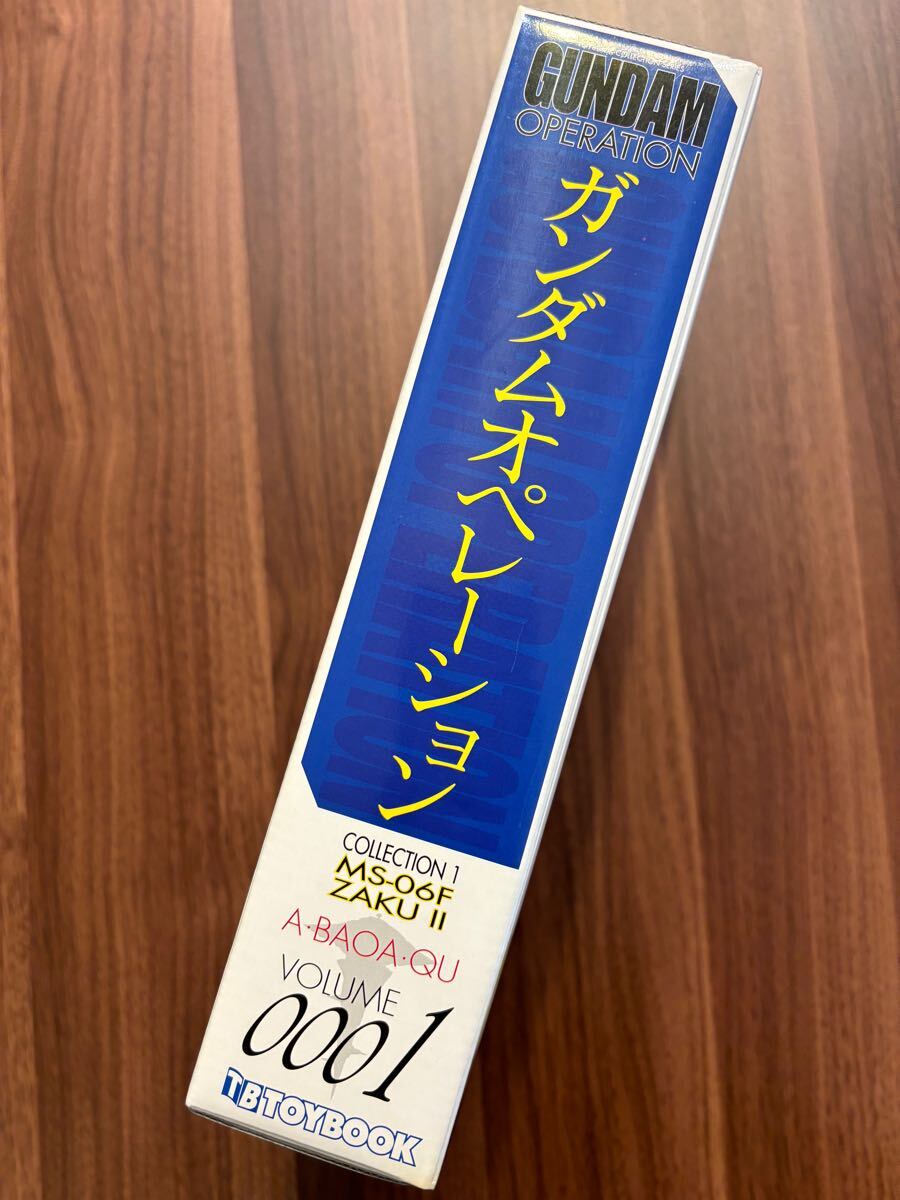 GUNDAM
OPERATION
ガンダムオペレーション
COLLECTION 1
MS-06F
ZAKU II
A·BAOA·QU
VOLUME
0001
TB TOYBOOK